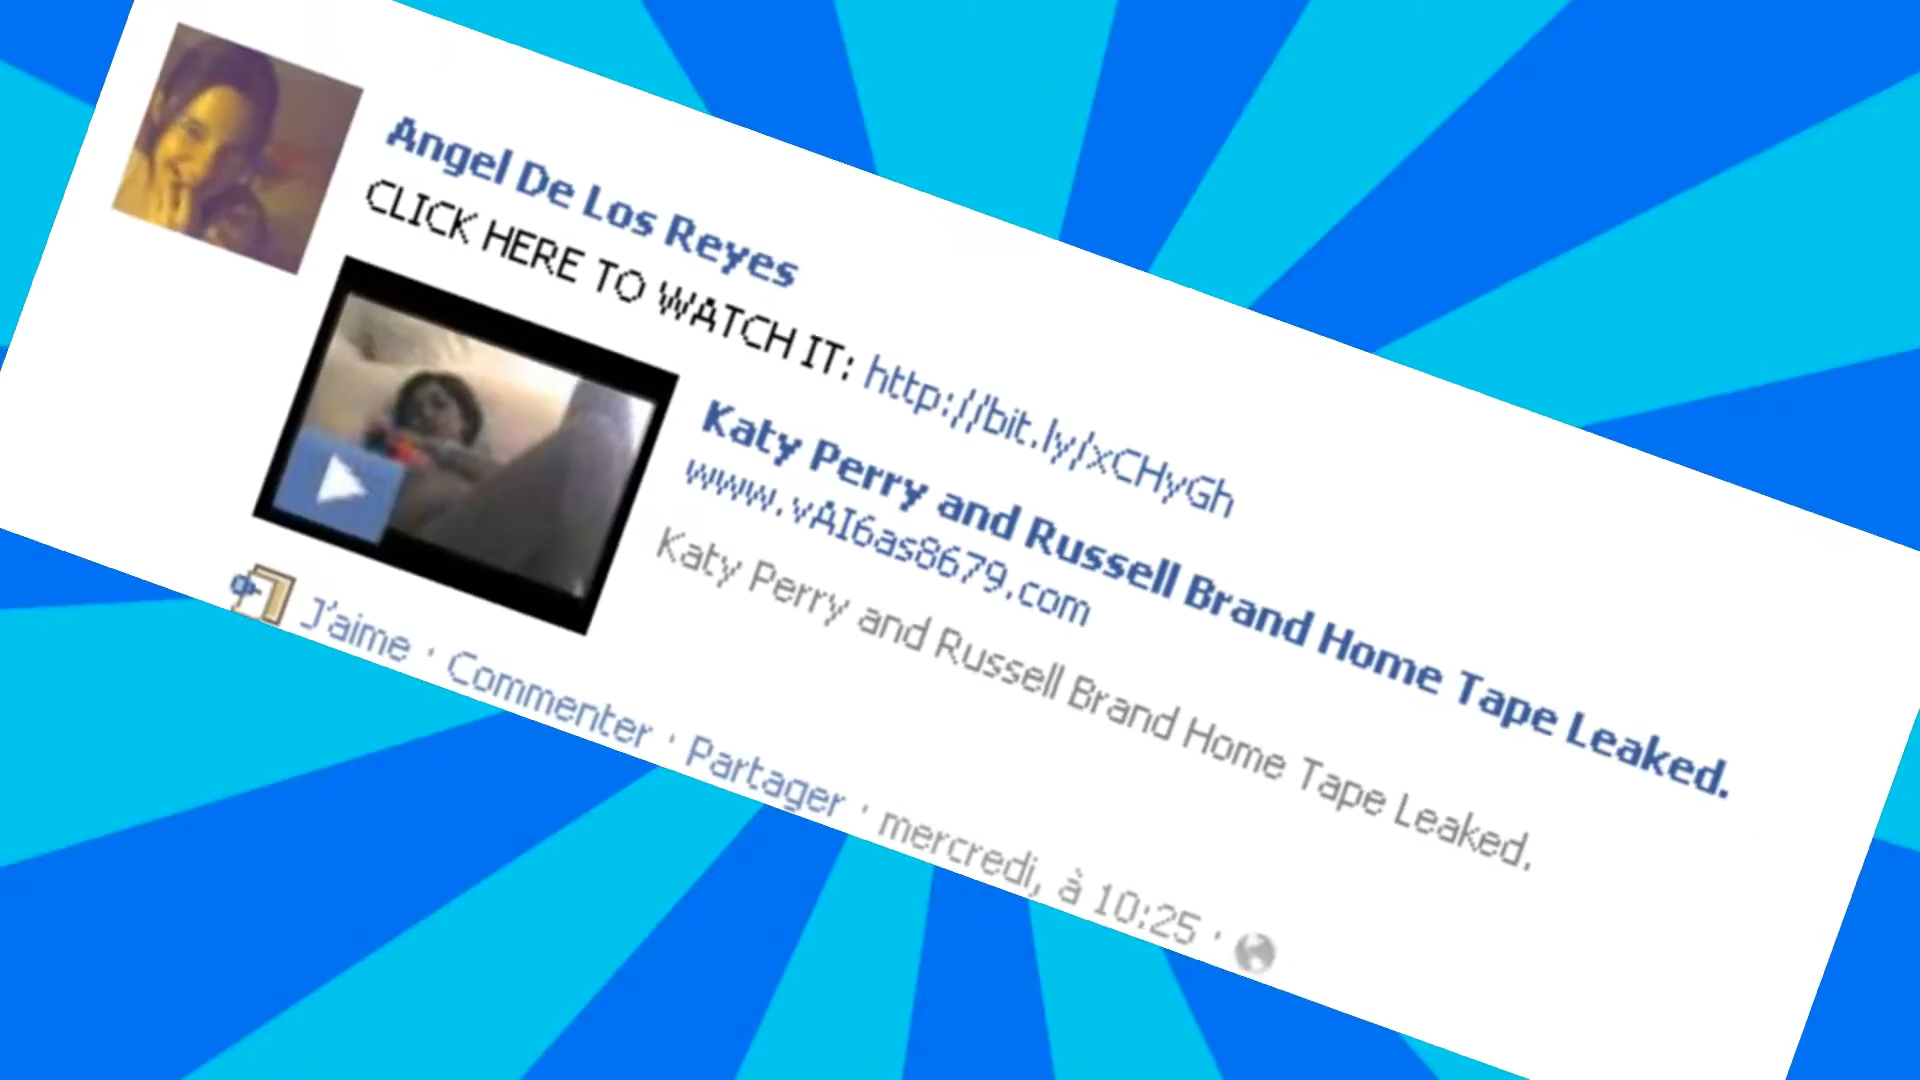 Angel De Los Reyes
CLICK HERE TO WATCH IT: http://bit.ly/xCHyGh
Katy Perry and Russell Brand Home Tape Leaked.
www.vAI6as8679.com
Katy Perry and Russell Brand Home Tape Leaked.
J'aime · Commenter · Partager · mercredi, à 10:25 ·